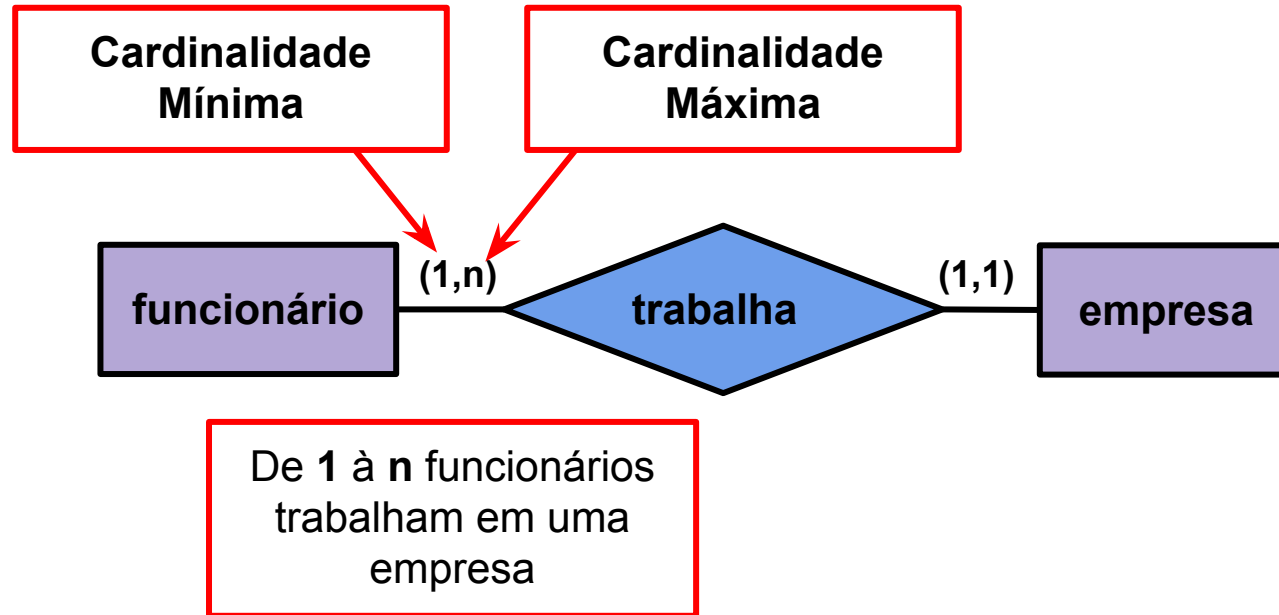 Cardinalidade
Mínima
Cardinalidade
Máxima
(1,n)
(1,1)
funcionário
trabalha
empresa
De 1 à n funcionários
trabalham em uma
empresa